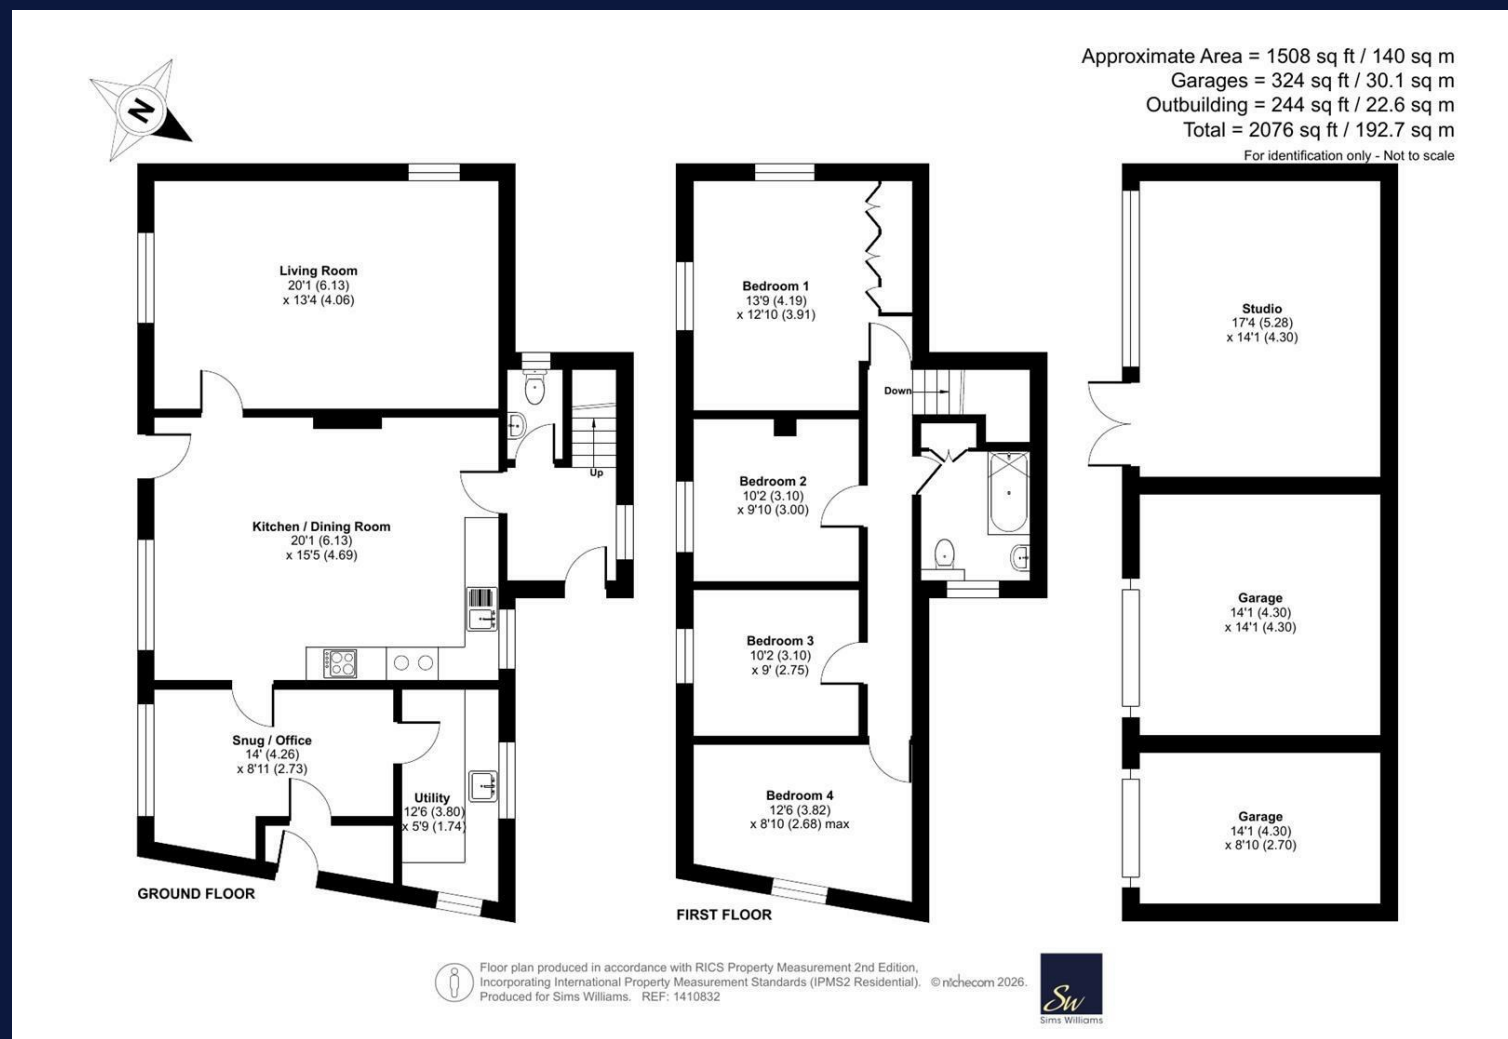 Approximate Area = 1508 sq ft / 140 sq m
Garages = 324 sq ft / 30.1 sq m
Outbuilding = 244 sq ft / 22.6 sq m
Total = 2076 sq ft / 192.7 sq m
For identification only - Not to scale
N
Living Room
20'1 (6.13)
x 13'4 (4.06)
Up
Kitchen / Dining Room
20'1 (6.13)
x 15'5 (4.69)
Snug / Office
14' (4.26)
x 8'11 (2.73)
Utility
12'6 (3.80)
x 5'9 (1.74)
GROUND FLOOR
Bedroom 1
13'9 (4.19)
x 12'10 (3.91)
Down
Bedroom 2
10'2 (3.10)
x 9'10 (3.00)
Bedroom 3
10'2 (3.10)
x 9' (2.75)
Bedroom 4
12'6 (3.82)
x 8'10 (2.68) max
FIRST FLOOR
Studio
17'4 (5.28)
x 14'1 (4.30)
Garage
14'1 (4.30)
x 14'1 (4.30)
Garage
14'1 (4.30)
x 8'10 (2.70)
Floor plan produced in accordance with RICS Property Measurement 2nd Edition,
Incorporating International Property Measurement Standards (IPMS2 Residential). © nichecom 2026.
Produced for Sims Williams. REF: 1410832
Sw
Sims Williams